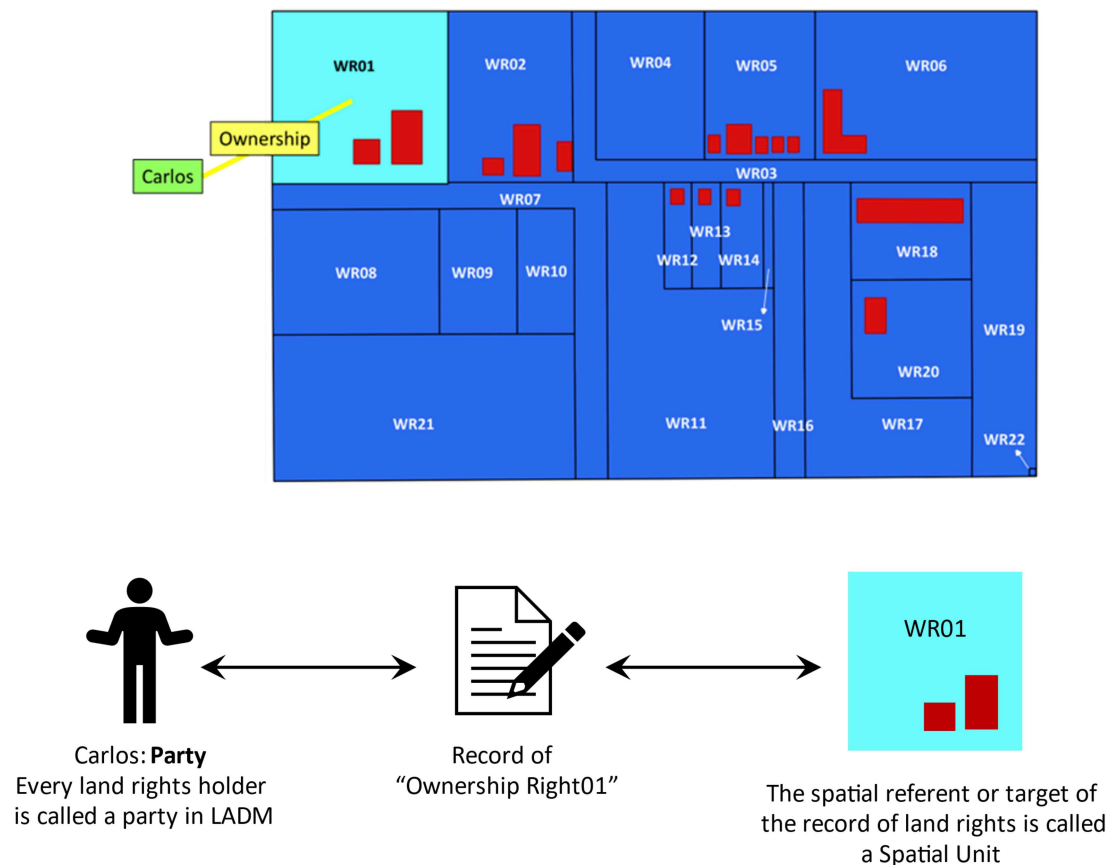 WR01
WR02
WR04
WR05
WR06
Ownership
Carlos
WR03
WR07
WR13
WR12
WR14
WR18
WR08
WR09
WR10
WR15
WR19
WR20
WR21
WR11
WR16
WR17
WR22
WR01
Carlos: Party
Every land rights holder
is called a party in LADM
Record of
“Ownership Right01”
The spatial referent or target of
the record of land rights is called
a Spatial Unit